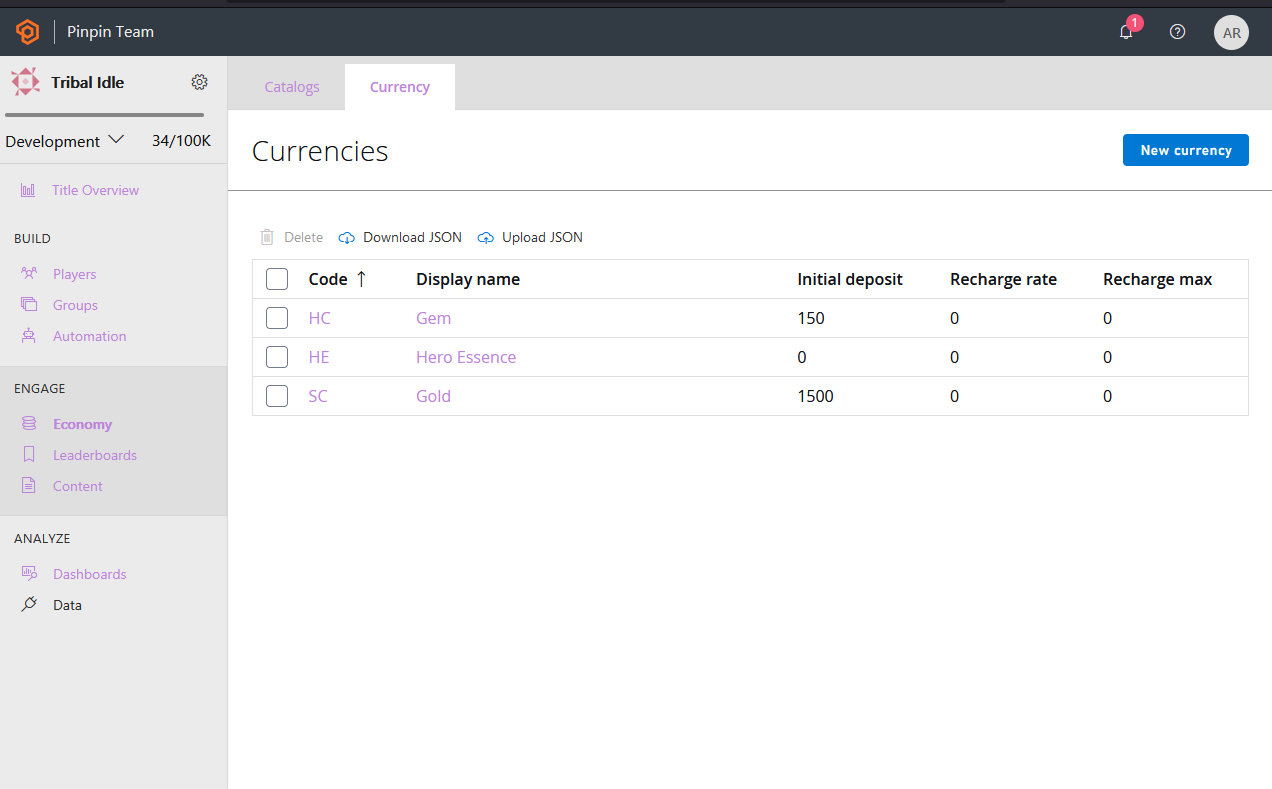 Pinpin Team
1
AR
Tribal Idle
Development 34/100K
Title Overview
BUILD
Players
Groups
Automation
ENGAGE
Economy
Leaderboards
Content
ANALYZE
Dashboards
Data
Catalogs Currency
Currencies
New currency
Delete Download JSON Upload JSON
Code ↑ Display name Initial deposit Recharge rate Recharge max
HC Gem 150 0 0
HE Hero Essence 0 0 0
SC Gold 1500 0 0